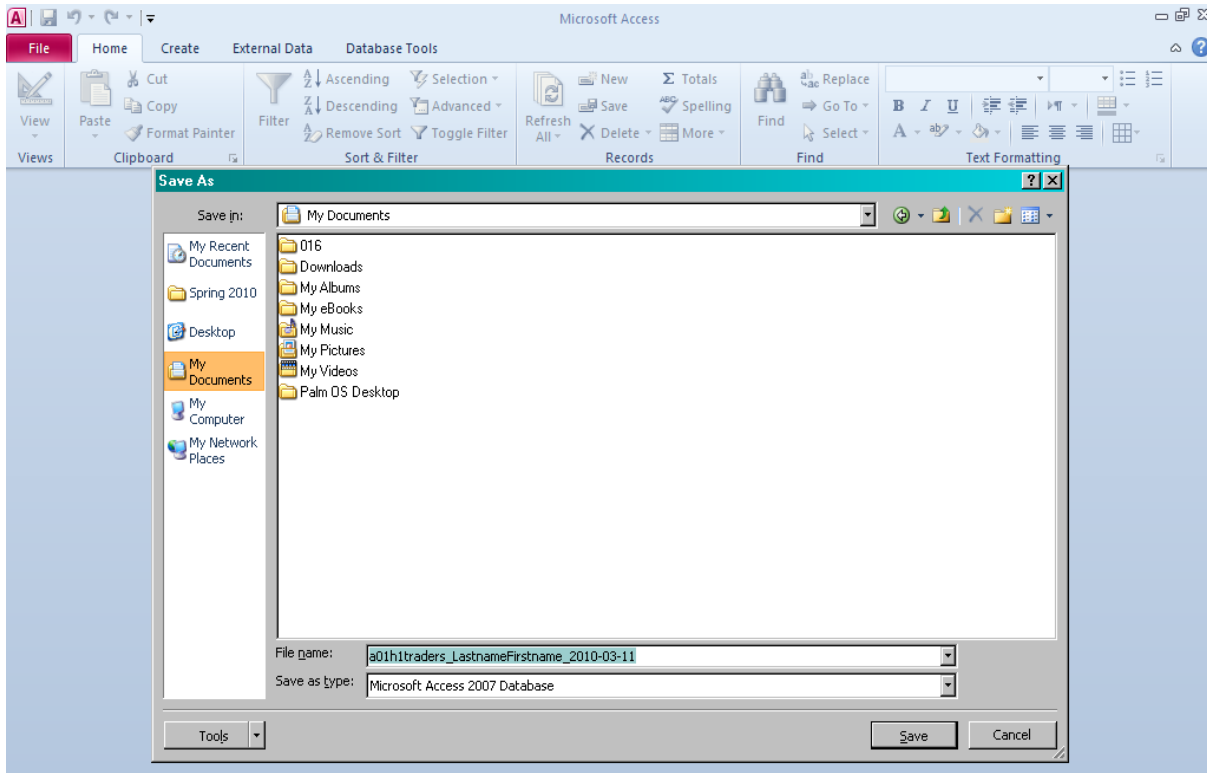 Microsoft Access
File Home Create External Data Database Tools
View Paste Cut Copy Format Painter
Filter Ascending Descending Remove Sort Selection Advanced Toggle Filter
Refresh All New Save Delete Totals Spelling More
Find Replace Go To Select
B I U A
Views Clipboard Sort & Filter Records Find Text Formatting
Save As
Save in: My Documents
My Recent Documents
Spring 2010
Desktop
My Documents
My Computer
My Network Places
016
Downloads
My Albums
My eBooks
My Music
My Pictures
My Videos
Palm OS Desktop
File name: a01h1traders_LastnameFirstname_2010-03-11
Save as type: Microsoft Access 2007 Database
Tools Save Cancel